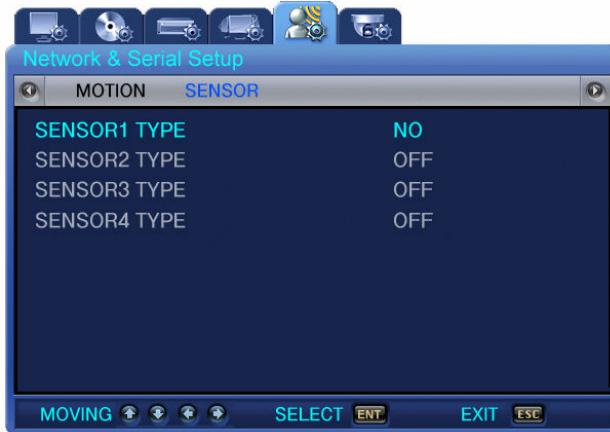 Network & Serial Setup
MOTION SENSOR
SENSOR1 TYPE NO
SENSOR2 TYPE OFF
SENSOR3 TYPE OFF
SENSOR4 TYPE OFF
MOVING SELECT ENT EXIT ESC